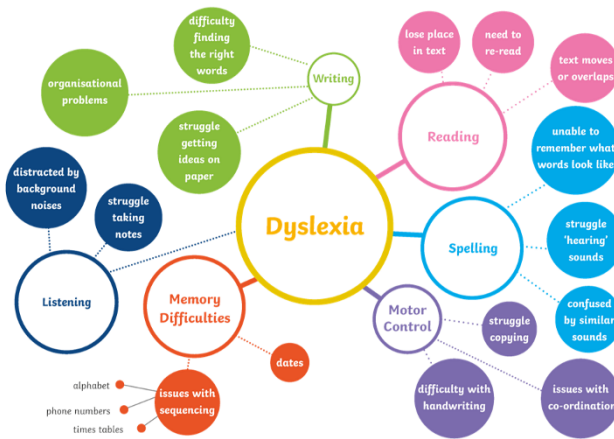 Dyslexia
Writing
difficulty
finding
the right
words
organisational
problems
struggle
getting
ideas on
paper
Reading
lose place
in text
need to
re-read
text moves
or overlaps
Spelling
unable to
remember what
words look like
struggle
'hearing'
sounds
confused
by similar
sounds
Motor
Control
struggle
copying
difficulty with
handwriting
issues with
co-ordination
Memory
Difficulties
dates
issues with
sequencing
alphabet
phone numbers
times tables
Listening
distracted by
background
noises
struggle
taking
notes